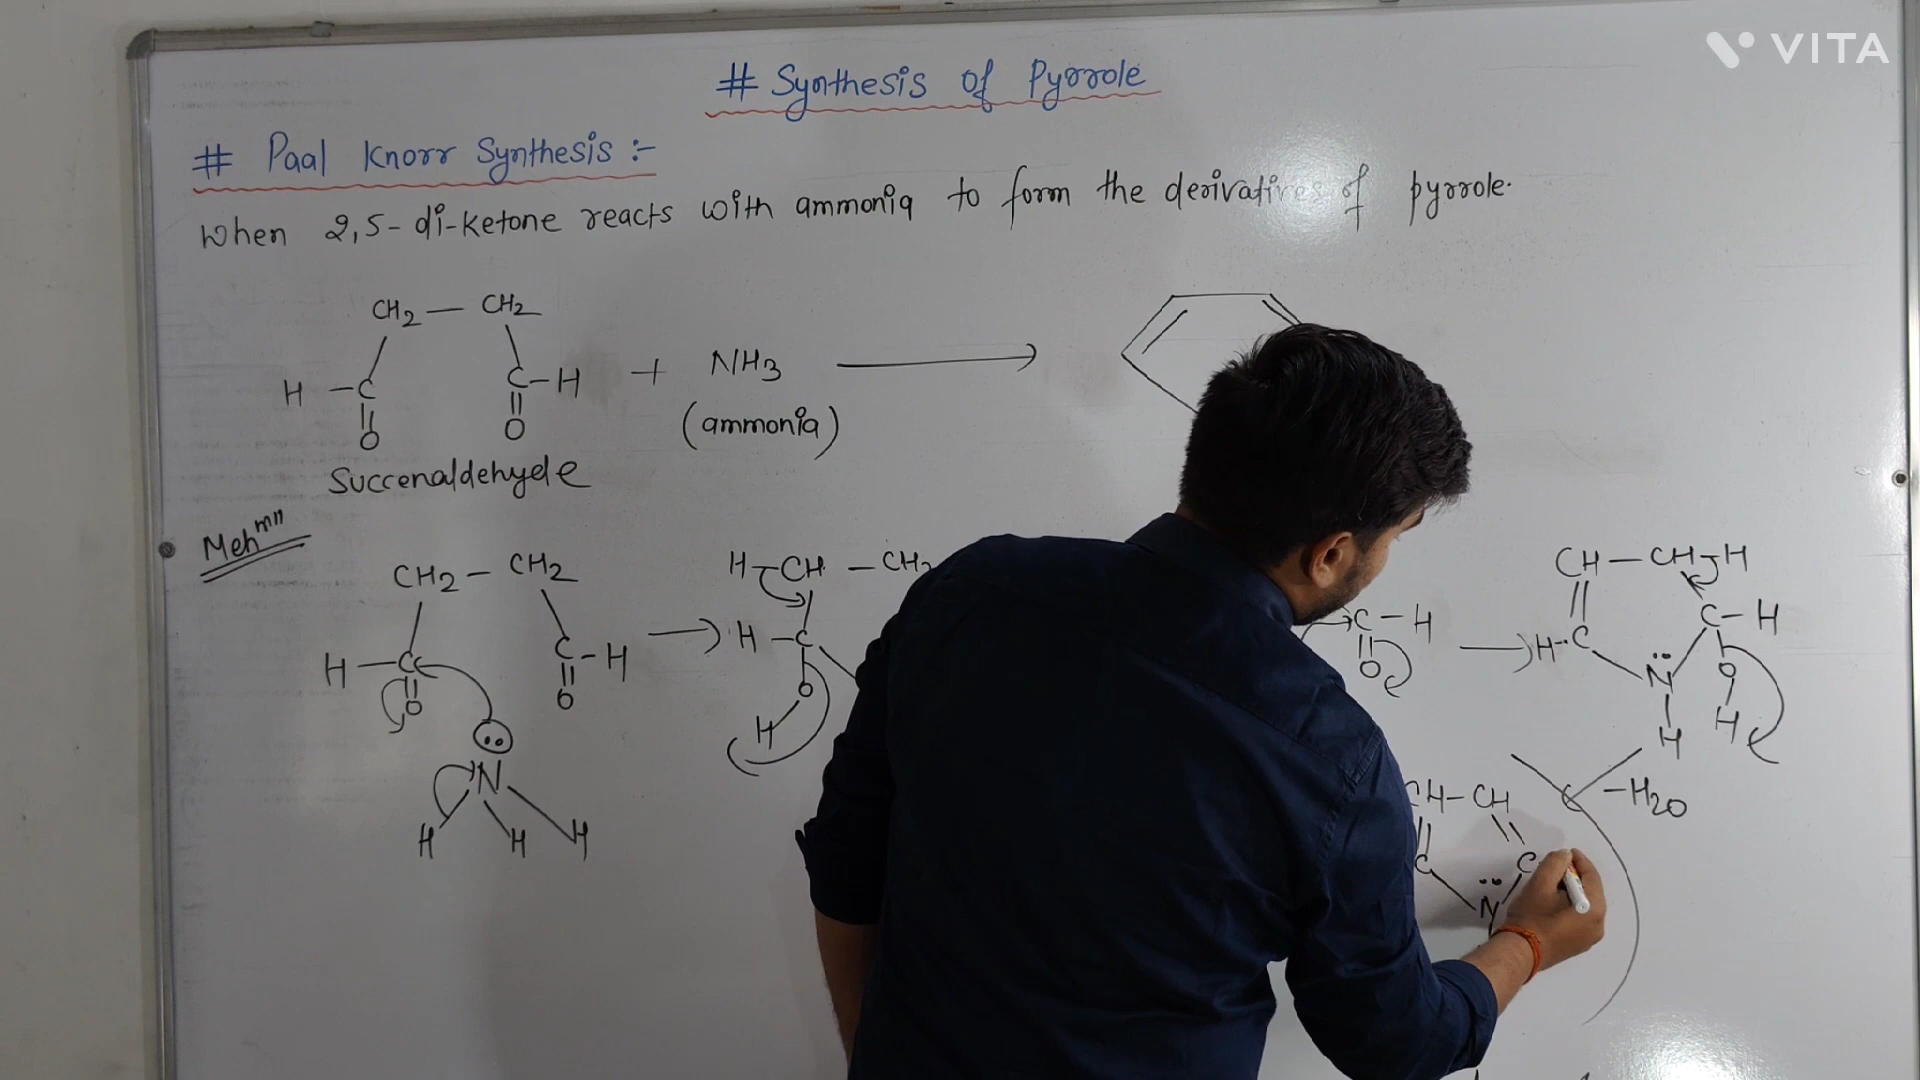 VITA
# Synthesis of Pyrrole
# Paal Knorr Synthesis :-
When 2,5-di-ketone reacts with ammonia to form the derivatives of pyrrole.
CH2 — CH2
H — C C — H + NH3
O O (ammonia)
Succenaldehyde
Mehmn
CH2 — CH2 H CH — CH2 CH — CH H
H — C C — H H — C C — H H C C — H
O O O O N O
H H H
N CH — CH — H2O
H H H C C
N